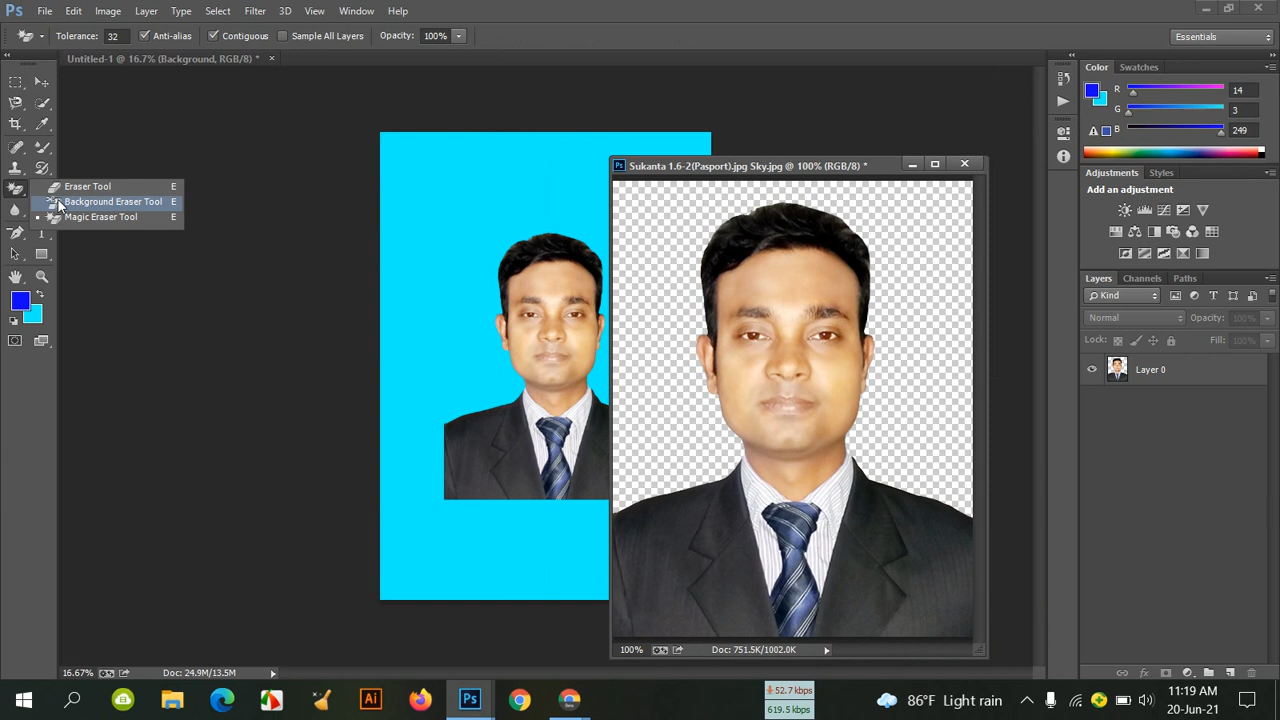 Ps File Edit Image Layer Type Select Filter 3D View Window Help
Tolerance: 32 Anti-alias Contiguous Sample All Layers Opacity: 100% Essentials
Untitled-1 @ 16.7% (Background, RGB/8) *
Color Swatches
R 14
G 3
B 249
Sukanta 1.6-2(Pasport).jpg Sky.jpg @ 100% (RGB/8) *
Adjustments Styles
Add an adjustment
Eraser Tool E
Background Eraser Tool E
Magic Eraser Tool E
Layers Channels Paths
Kind
Normal Opacity: 100%
Lock: Fill: 100%
Layer 0
100% Doc: 751.5K/1002.0K
16.67% Doc: 24.9M/13.5M
Ai Ps 52.7 kbps 619.5 kbps 86°F Light rain 11:19 AM
20-Jun-21